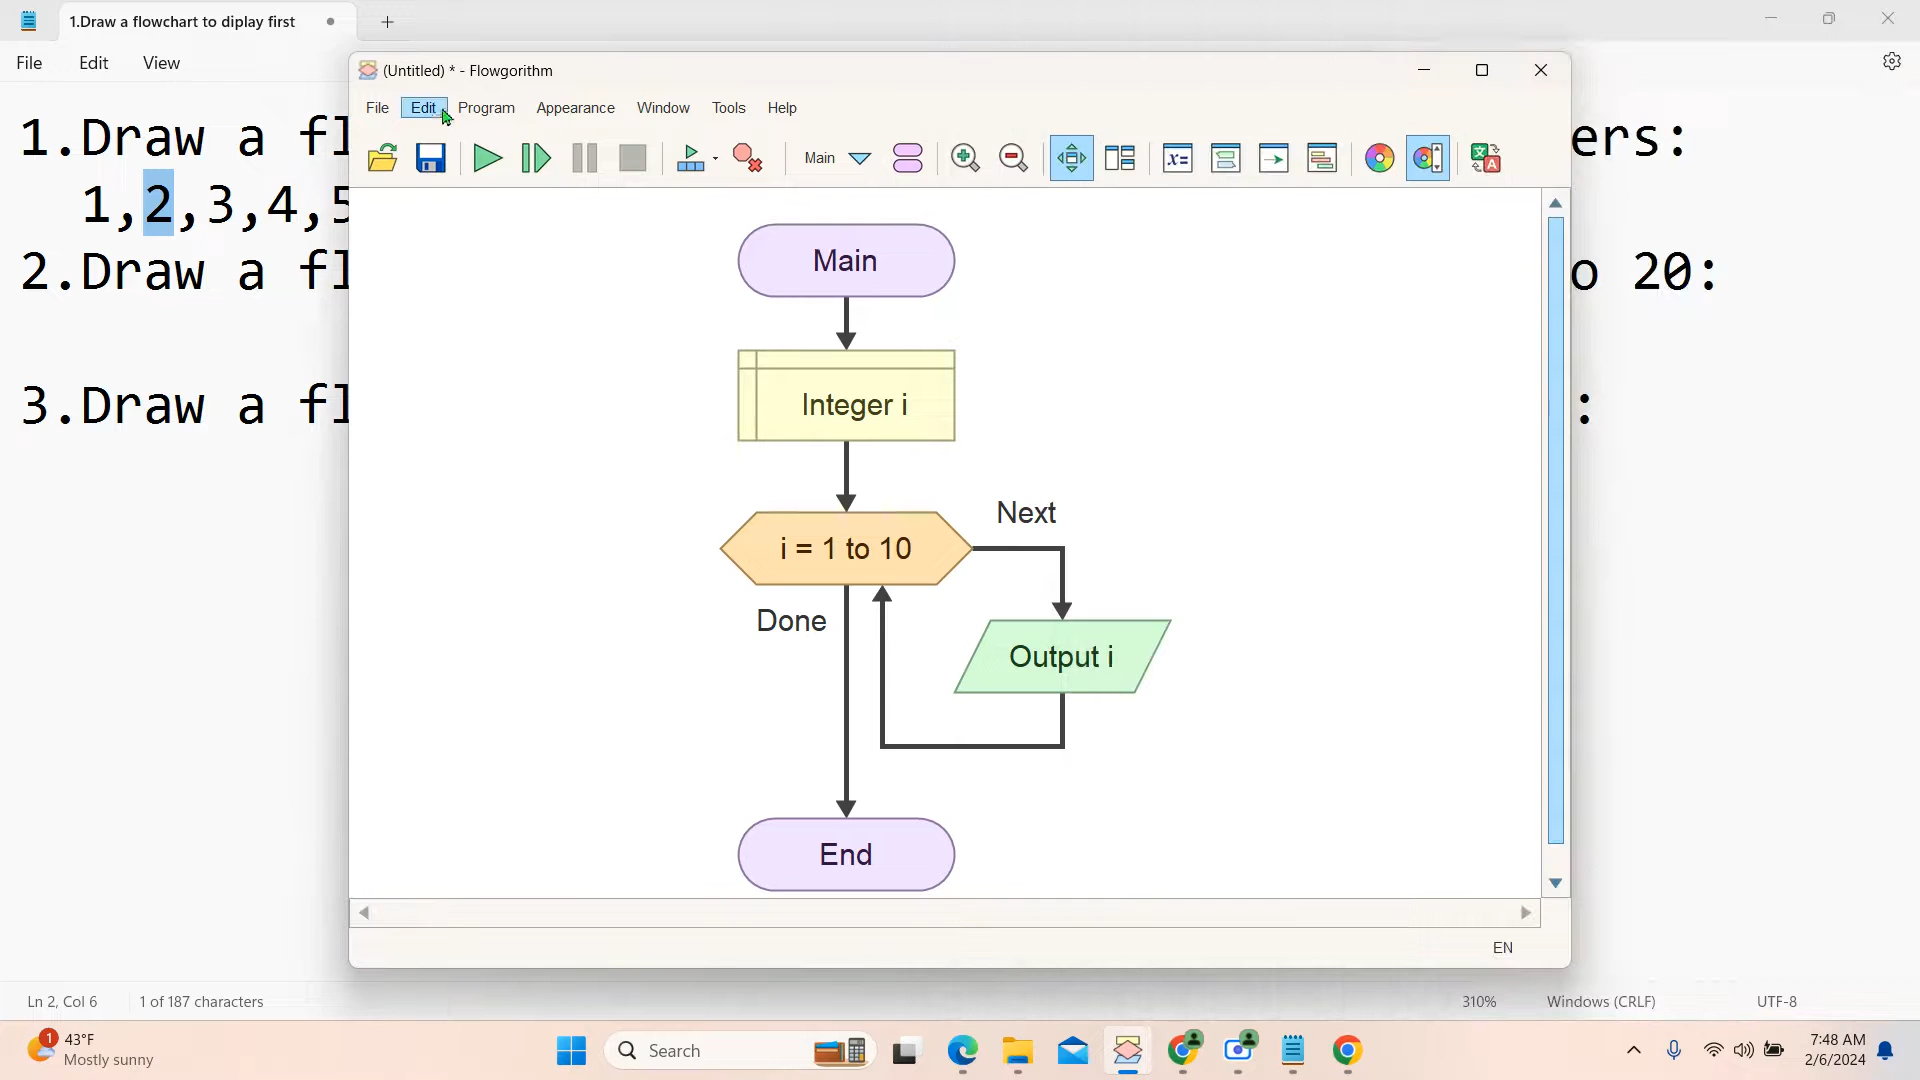 1.Draw a flowchart to diplay first
File
Edit
View
(Untitled) * - Flowgorithm
File
Edit
Program
Appearance
Window
Tools
Help
Main
1.Draw a fl
ers:
1,2,3,4,5
2.Draw a fl
o 20:
3.Draw a fl
:
Main
Integer i
i = 1 to 10
Next
Done
Output i
End
EN
Ln 2, Col 6
1 of 187 characters
310%
Windows (CRLF)
UTF-8
1
43°F
Mostly sunny
Search
7:48 AM
2/6/2024